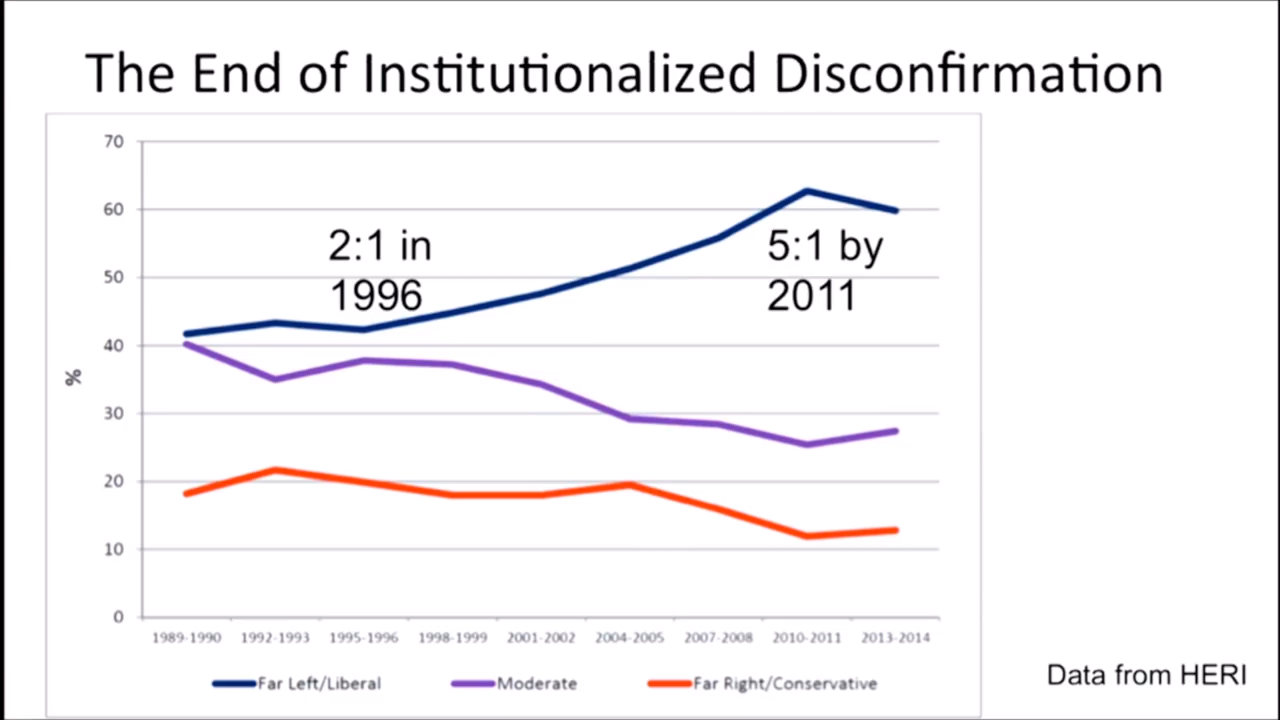 The End of Institutionalized Disconfirmation
70
60
50
40
30
20
10
0
%
2:1 in
1996
5:1 by
2011
1989-1990 1992-1993 1995-1996 1998-1999 2001-2002 2004-2005 2007-2008 2010-2011 2013-2014
Far Left/Liberal Moderate Far Right/Conservative
Data from HERI